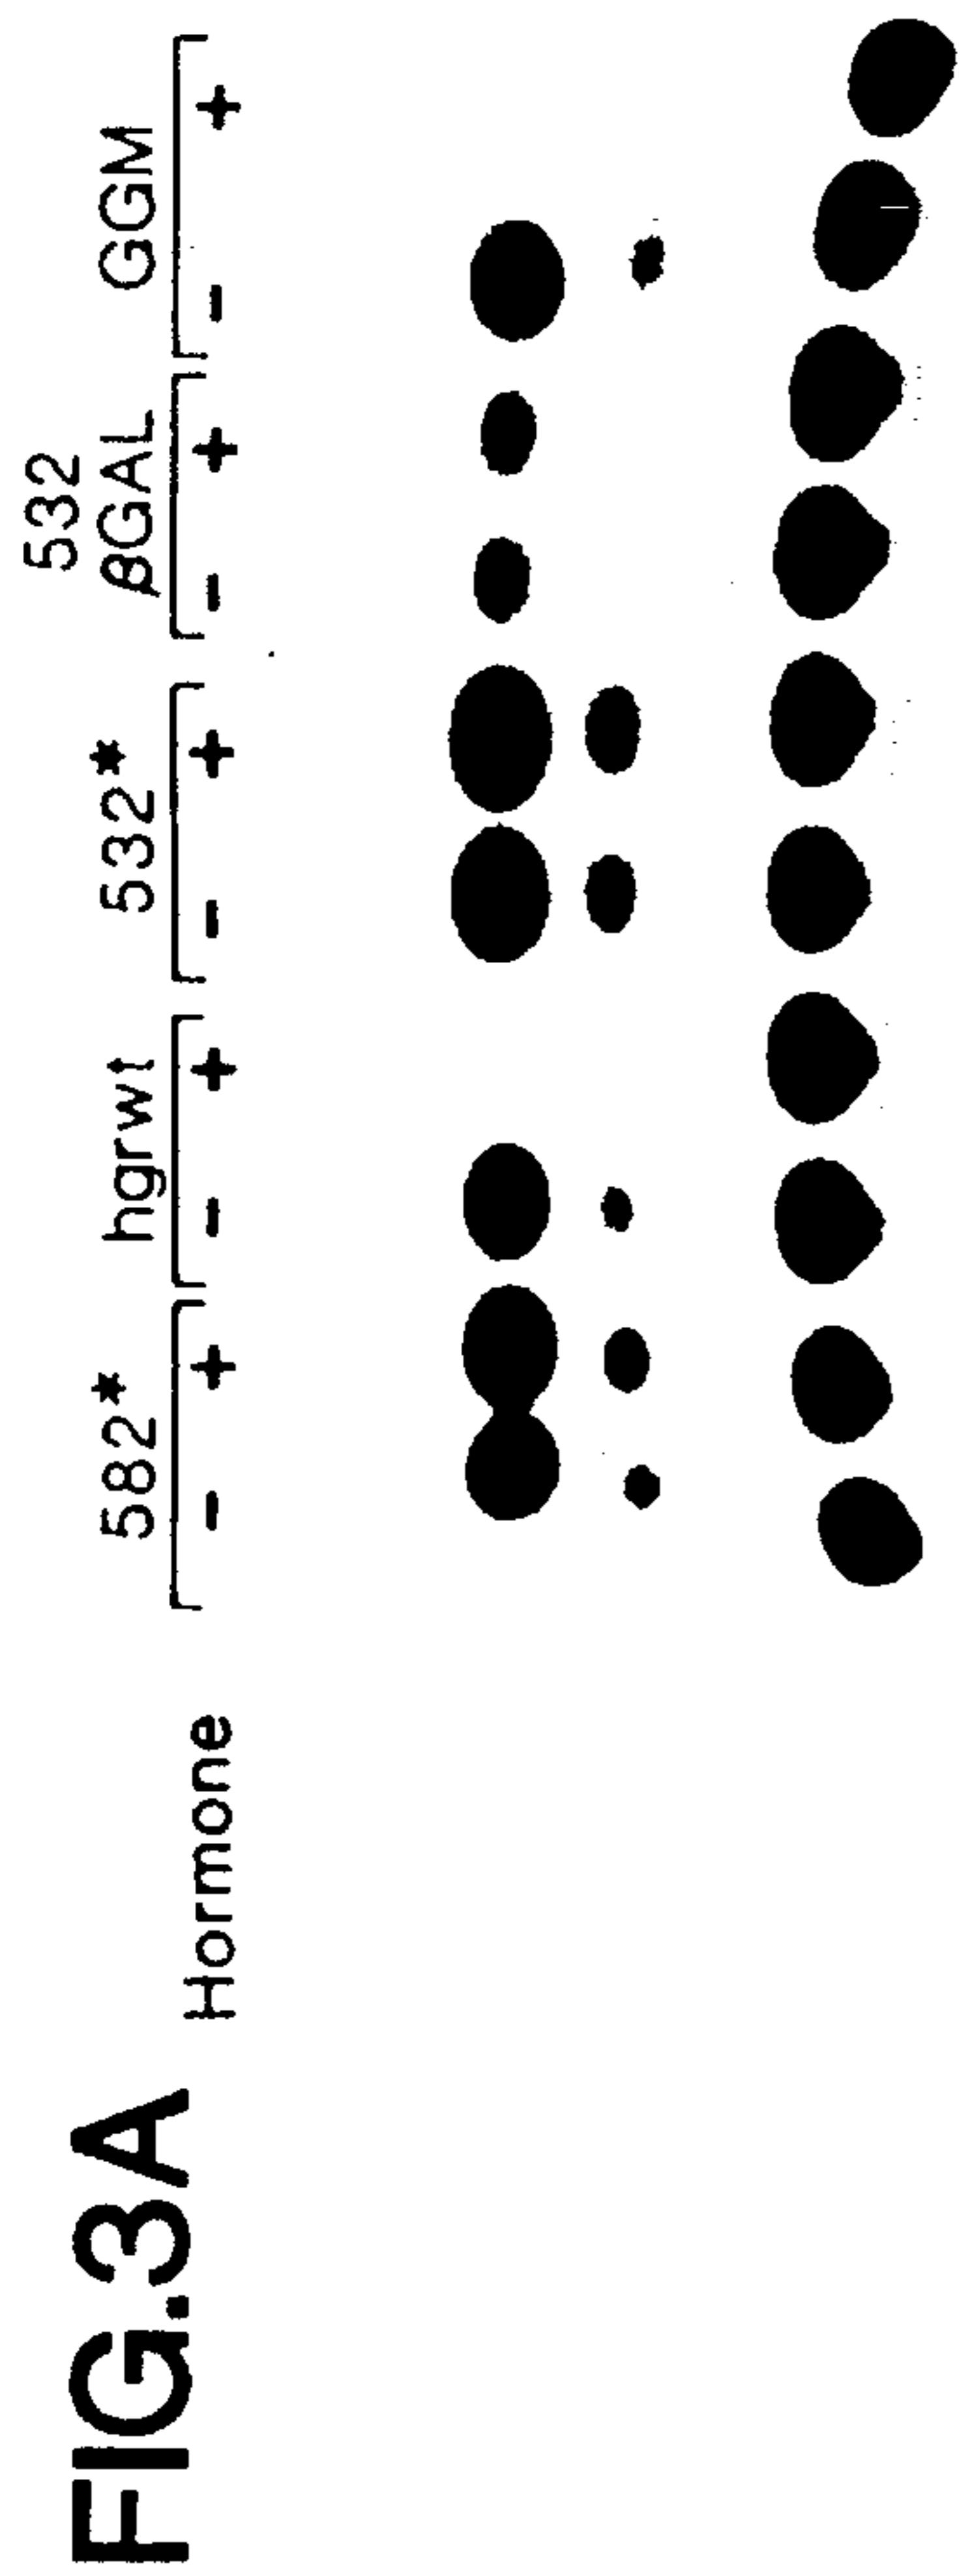 FIG.3A
532
582* hgrwt 532* βGAL GGM
Hormone - + - + - + - + - +